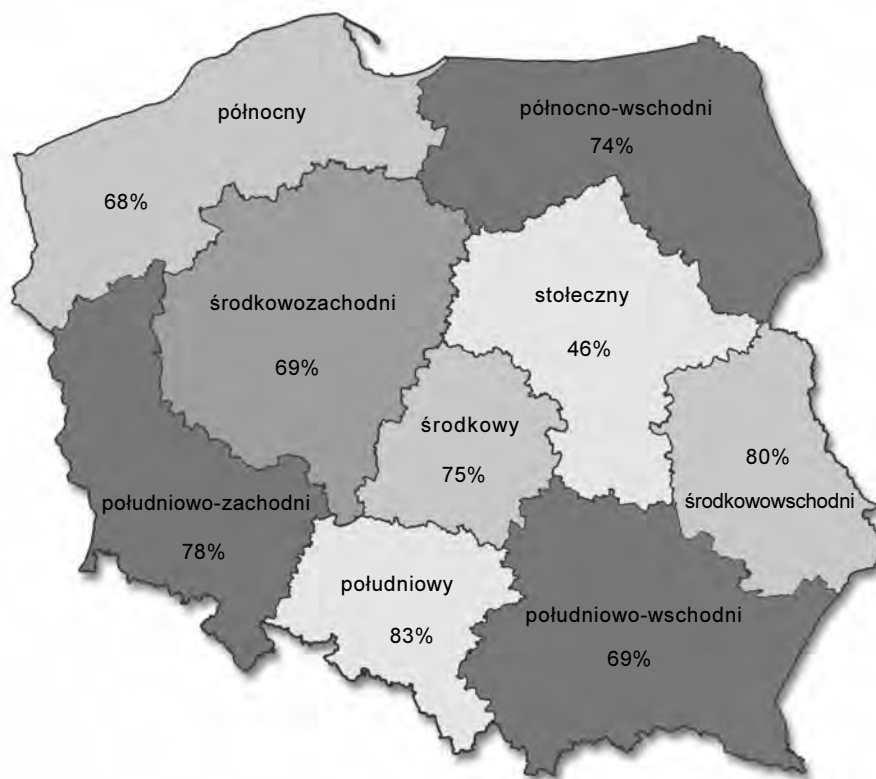 północny
68%
północno-wschodni
74%
środkowozachodni
69%
stołeczny
46%
środkowy
75%
80%
środkowowschodni
południowo-zachodni
78%
południowy
83%
południowo-wschodni
69%